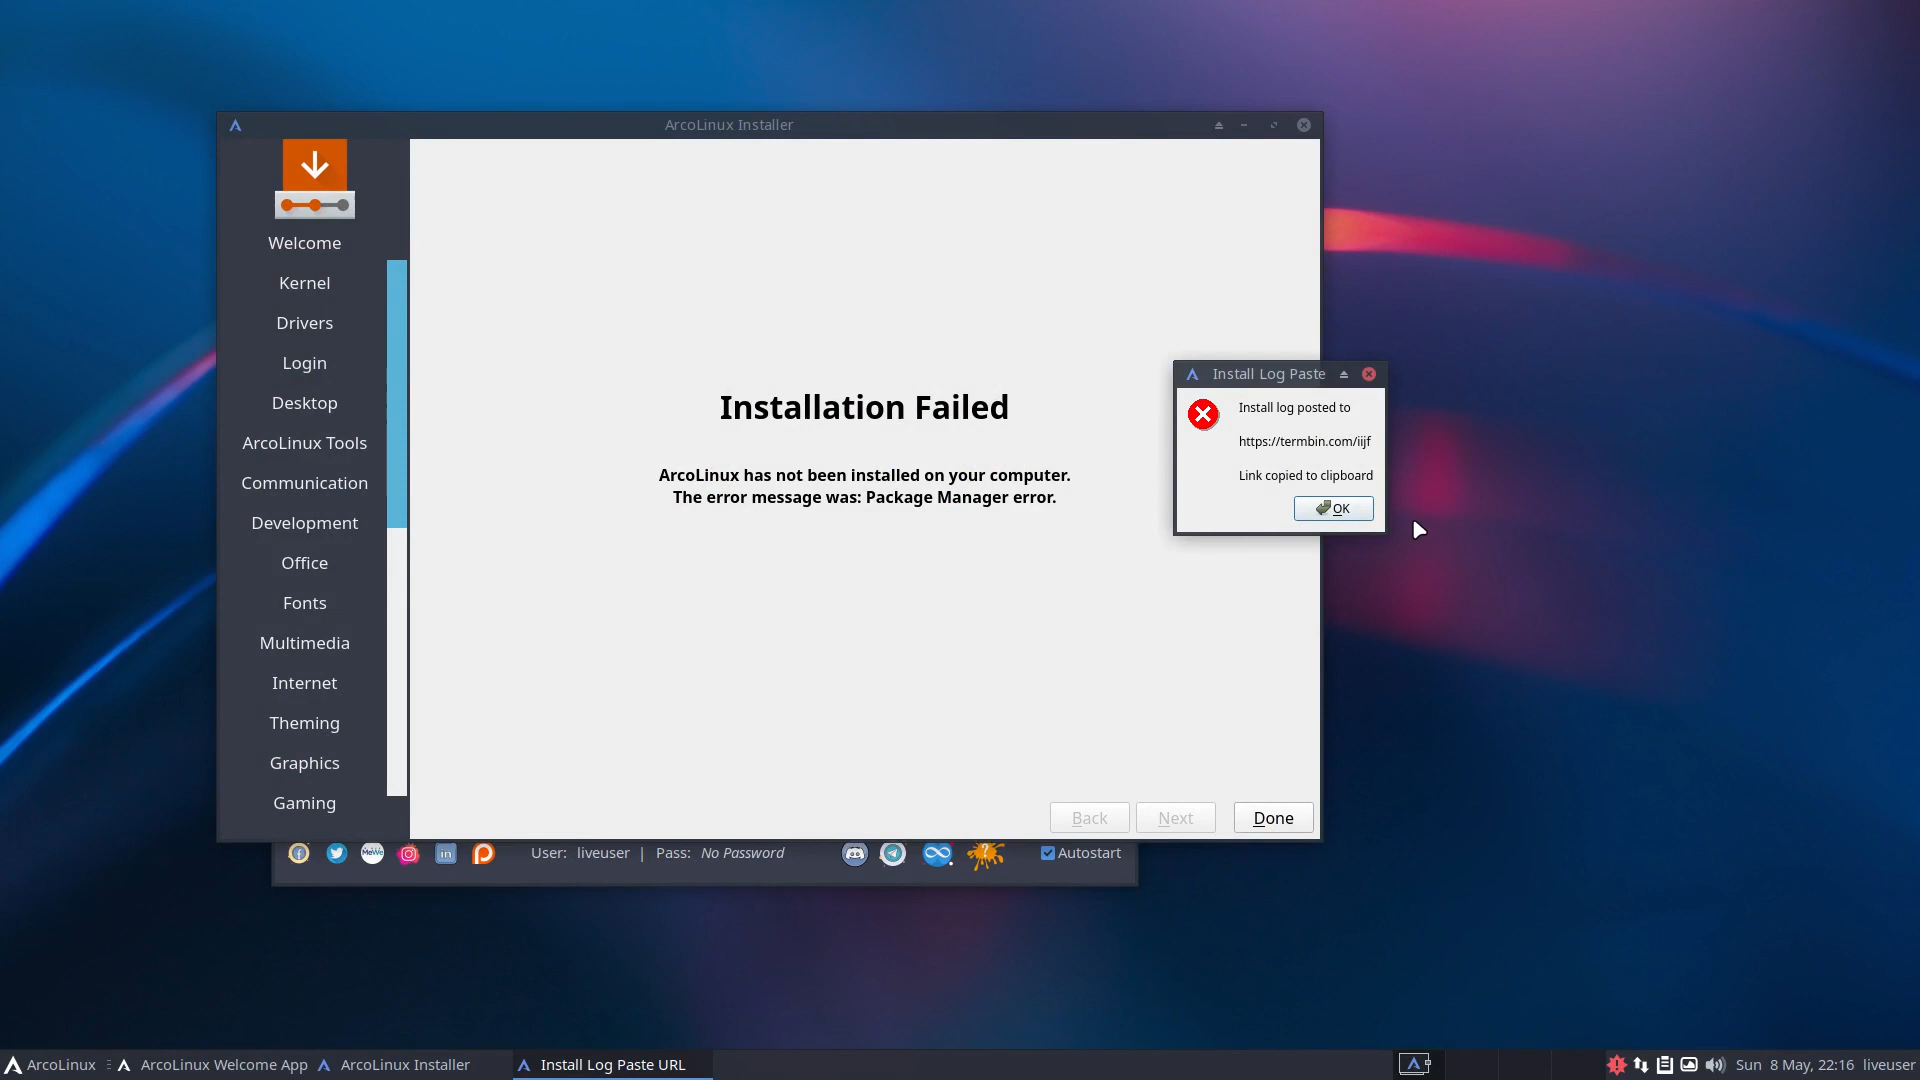 ArcoLinux Installer
Welcome
Kernel
Drivers
Login
Desktop
ArcoLinux Tools
Communication
Development
Office
Fonts
Multimedia
Internet
Theming
Graphics
Gaming
Installation Failed
ArcoLinux has not been installed on your computer.
The error message was: Package Manager error.
Install Log Paste
Install log posted to
https://termbin.com/iijf
Link copied to clipboard
OK
Back
Next
Done
MeWe
in
User: liveuser | Pass: No Password
Autostart
ArcoLinux
ArcoLinux Welcome App
ArcoLinux Installer
Install Log Paste URL
Sun 8 May, 22:16
liveuser